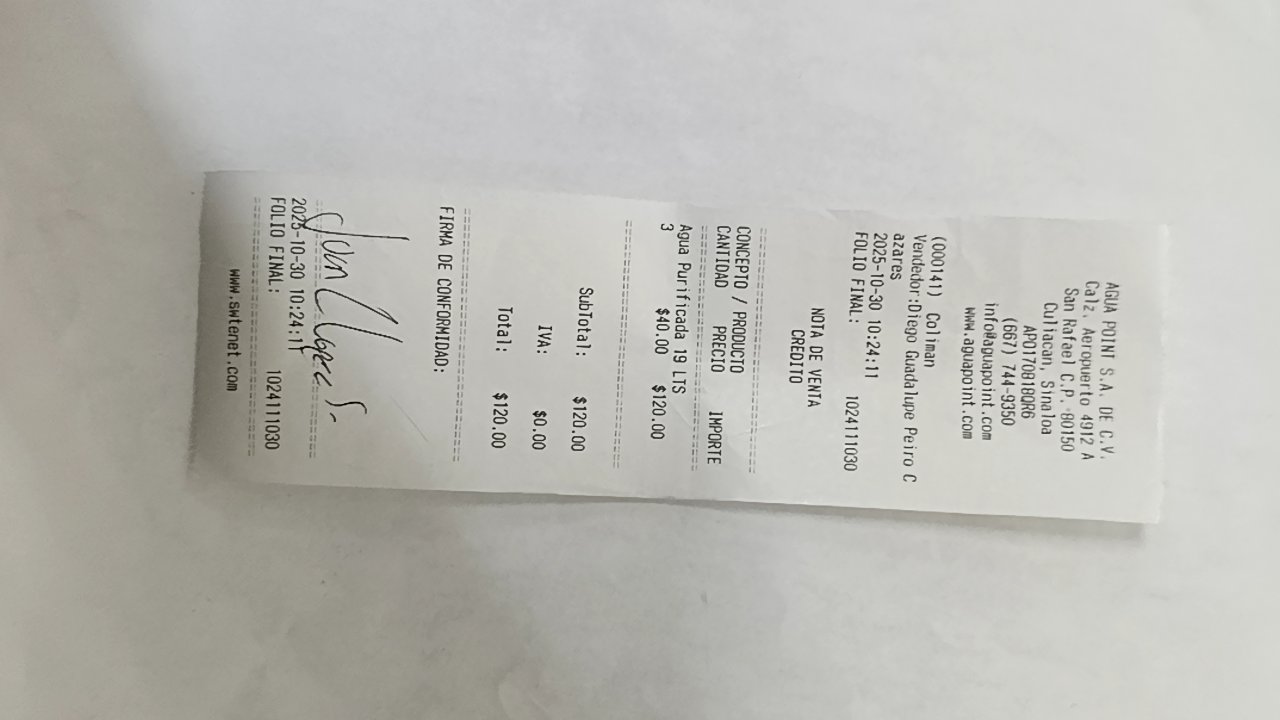 AGUA POINT S.A. DE C.V.
Calz. Aeropuerto 4912 A
San Rafael C.P. 80150
Culiacan, Sinaloa
APO170818QR6
(667) 744-9350
info@aguapoint.com
www.aguapoint.com
(000141) Coliman
Vendedor:Diego Guadalupe Peiro C
azares
2025-10-30 10:24:11
FOLIO FINAL: 1024111030
NOTA DE VENTA
CREDITO
CONCEPTO / PRODUCTO
CANTIDAD PRECIO IMPORTE
Agua Purificada 19 LTS
3 $40.00 $120.00
SubTotal: $120.00
IVA: $0.00
Total: $120.00
FIRMA DE CONFORMIDAD:
2025-10-30 10:24:11
FOLIO FINAL: 1024111030
www.swtenet.com